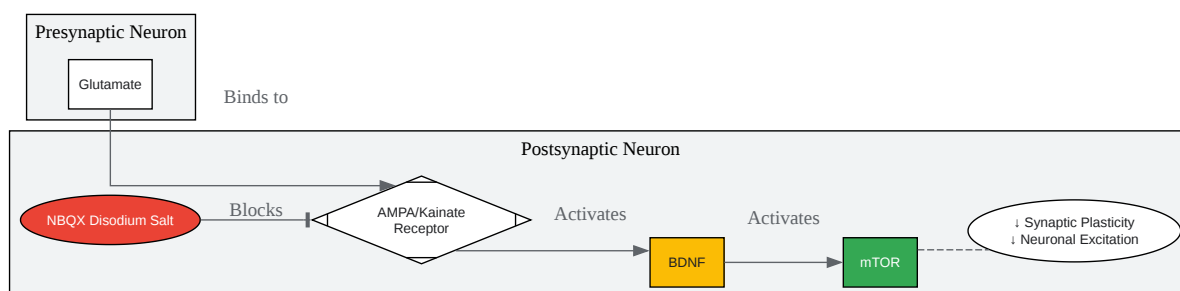 Presynaptic Neuron
Glutamate
Binds to
Postsynaptic Neuron
NBQX Disodium Salt
Blocks
AMPA/Kainate
Receptor
Activates
BDNF
Activates
mTOR
↓ Synaptic Plasticity
↓ Neuronal Excitation